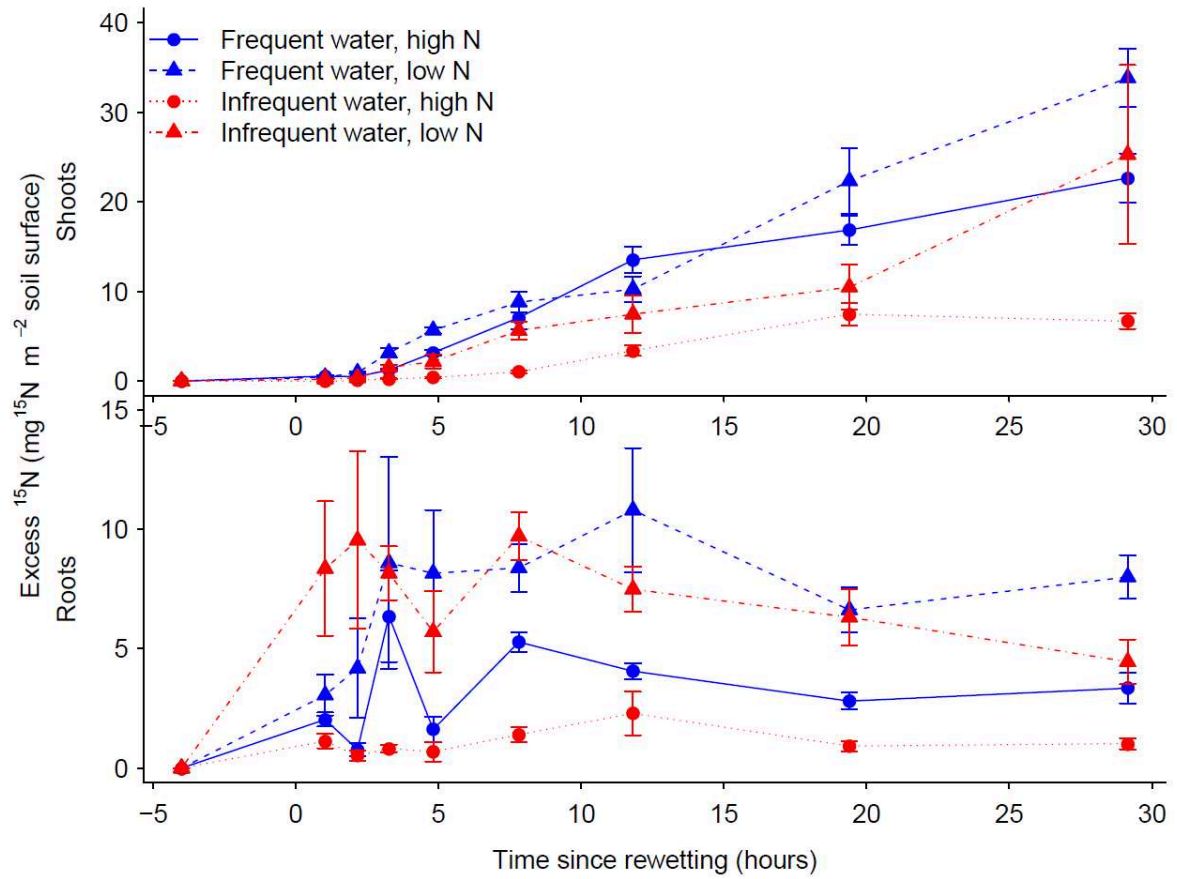 40
30
20
10
0
Frequent water, high N
Frequent water, low N
Infrequent water, high N
Infrequent water, low N
−5 0 5 10 15 20 25 30
15
10
5
0
−5 0 5 10 15 20 25 30
Excess ¹⁵N (mg ¹⁵N m ⁻² soil surface)
Shoots
Roots
Time since rewetting (hours)